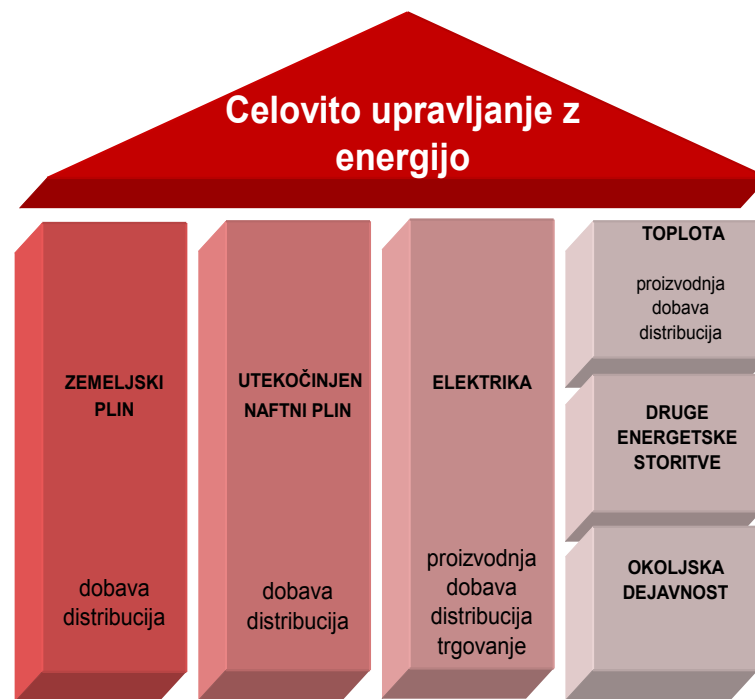 Celovito upravljanje z
energijo
ZEMELJSKI
PLIN
dobava
distribucija
UTEKOČINJEN
NAFTNI PLIN
dobava
distribucija
ELEKTRIKA
proizvodnja
dobava
distribucija
trgovanje
TOPLOTA
proizvodnja
dobava
distribucija
DRUGE
ENERGETSKE
STORITVE
OKOLJSKA
DEJAVNOST